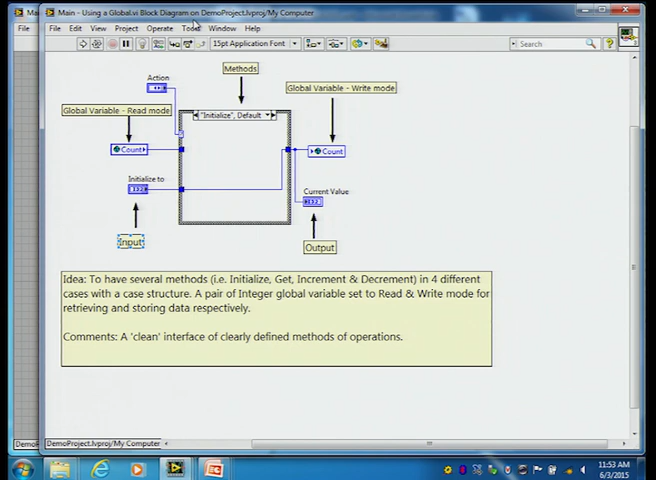 Main - Using a Global.vi Block Diagram on DemoProject.lvproj/My Computer
File
File Edit View Project Operate Tools Window Help
15pt Application Font
Search
Methods
Action
Global Variable - Write mode
Global Variable - Read mode
"Initialize", Default
Count
Count
Initialize to
Current Value
Input
Output
Idea: To have several methods (i.e. Initialize, Get, Increment & Decrement) in 4 different
cases with a case structure. A pair of Integer global variable set to Read & Write mode for
retrieving and storing data respectively.
Comments: A 'clean' interface of clearly defined methods of operations.
DemoP
DemoProject.lvproj/My Computer
11:53 AM
6/3/2015